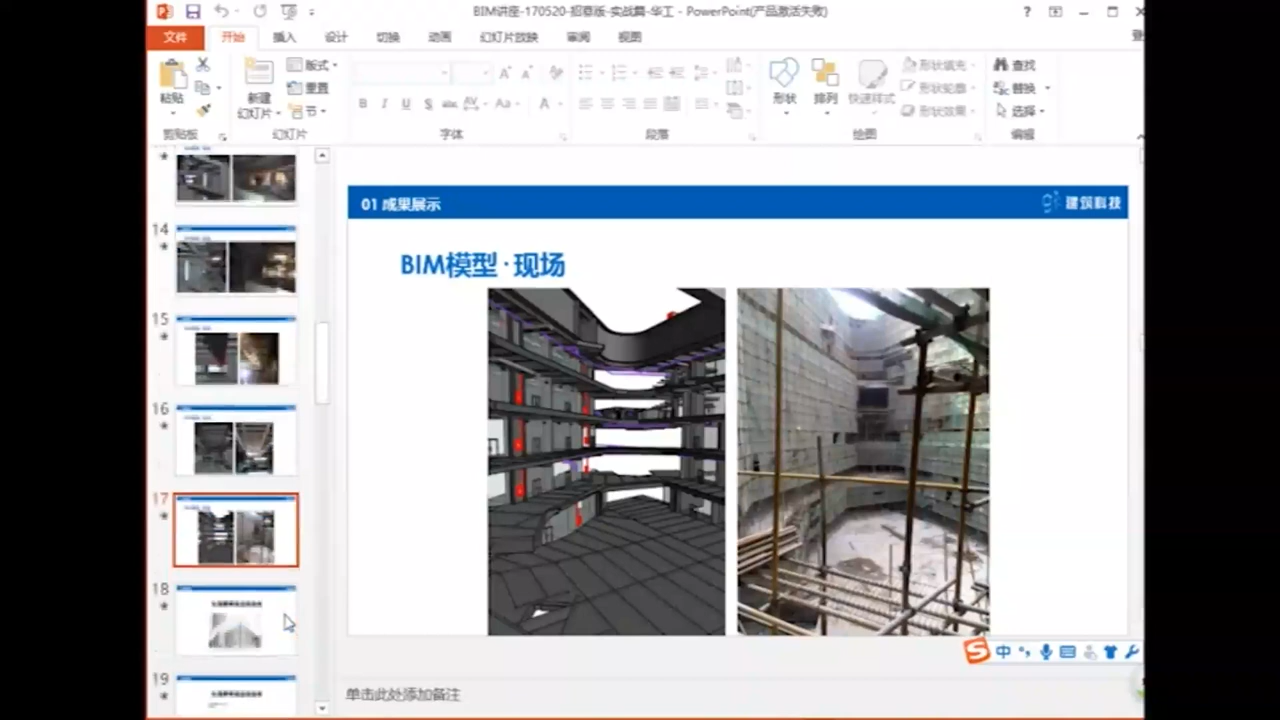 BIM讲座-170520-招意版-实战篇-华工 - PowerPoint(产品激活失败)
文件 开始 插入 设计 切换 动画 幻灯片放映 审阅 视图 登
粘贴
剪贴板
新建
幻灯片
版式
重置
节
幻灯片
B I U S abc AV Aa A
字体
段落
形状
排列
快速样式
形状填充
形状轮廓
形状效果
绘图
查找
替换
选择
编辑
14
15
16
17
18
19
01 成果展示
建筑科技
BIM模型·现场
中
单击此处添加备注